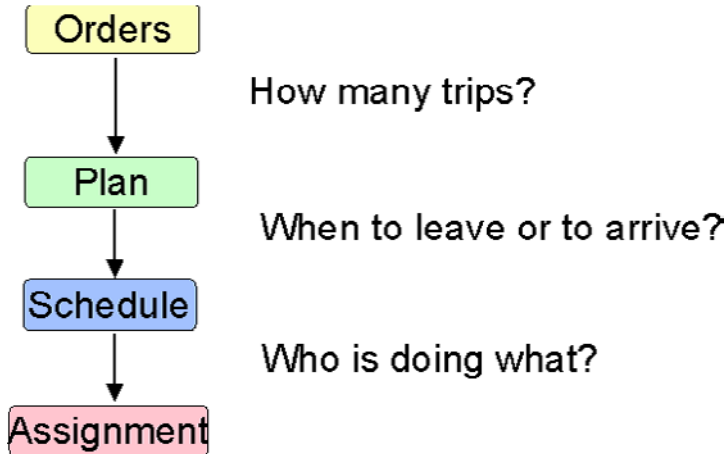 Orders
How many trips?
Plan
When to leave or to arrive?
Schedule
Who is doing what?
Assignment